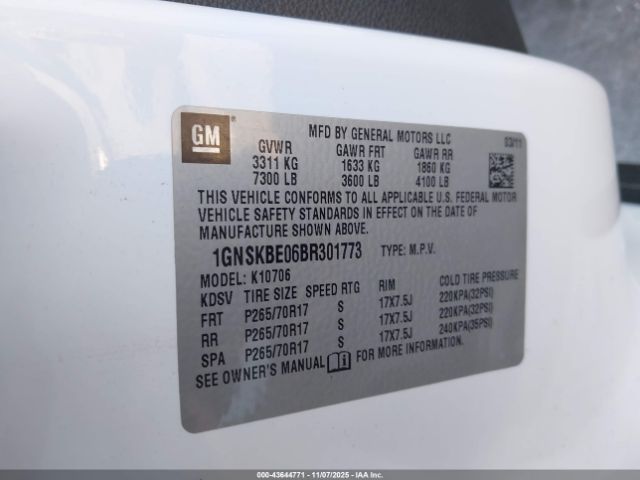 GM
MFD BY GENERAL MOTORS LLC 03/11
GVWR GAWR FRT GAWR RR
3311 KG 1633 KG 1860 KG
7300 LB 3600 LB 4100 LB
THIS VEHICLE CONFORMS TO ALL APPLICABLE U.S. FEDERAL MOTOR
VEHICLE SAFETY STANDARDS IN EFFECT ON THE DATE OF
MANUFACTURE SHOWN ABOVE.
1GNSKBE06BR301773 TYPE: M.P.V.
MODEL: K10706
KDSV TIRE SIZE SPEED RTG RIM COLD TIRE PRESSURE
FRT P265/70R17 S 17X7.5J 220KPA(32PSI)
RR P265/70R17 S 17X7.5J 220KPA(32PSI)
SPA P265/70R17 S 17X7.5J 240KPA(35PSI)
SEE OWNER'S MANUAL i FOR MORE INFORMATION.
000-43644771 - 11/07/2025 - IAA Inc.